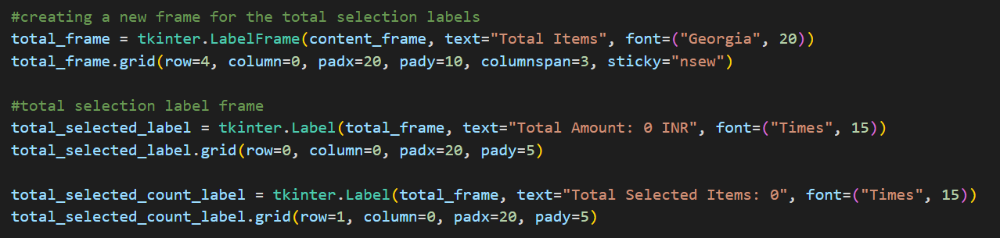 #creating a new frame for the total selection labels
total_frame = tkinter.LabelFrame(content_frame, text="Total Items", font=("Georgia", 20))
total_frame.grid(row=4, column=0, padx=20, pady=10, columnspan=3, sticky="nsew")
#total selection label frame
total_selected_label = tkinter.Label(total_frame, text="Total Amount: 0 INR", font=("Times", 15))
total_selected_label.grid(row=0, column=0, padx=20, pady=5)
total_selected_count_label = tkinter.Label(total_frame, text="Total Selected Items: 0", font=("Times", 15))
total_selected_count_label.grid(row=1, column=0, padx=20, pady=5)